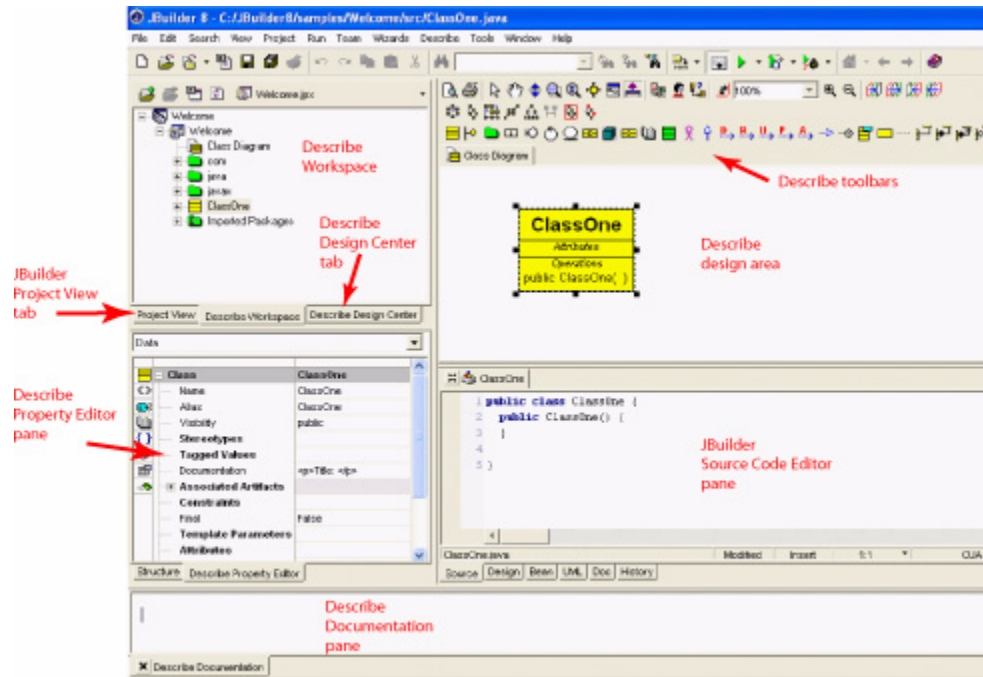 JBuilder 8 - C:/JBuilder8/samples/Welcome/src/ClassOne.java
File Edit Search View Project Run Team Wizards Describe Tools Window Help
Welcome.jpx
100%
Welcome
Welcome
Class Diagram
com
java
javax
ClassOne
Imported Packages
Describe
Workspace
Describe
Design Center
tab
JBuilder
Project View
tab
Project View Describe Workspace Describe Design Center
Class Diagram
Describe toolbars
ClassOne
Attributes
Operations
public ClassOne( )
Describe
design area
Data
Class ClassOne
Name ClassOne
Alias ClassOne
Visibility public
Stereotypes
Tagged Values
Documentation <p>Title: </p>
Associated Artifacts
Constraints
Final False
Template Parameters
Attributes
Describe
Property Editor
pane
Structure Describe Property Editor
ClassOne
1 public class ClassOne {
2 public ClassOne() {
3 }
4
5 }
JBuilder
Source Code Editor
pane
ClassOne.java Modified Insert 1:1 CUA
Source Design Bean UML Doc History
Describe
Documentation
pane
Describe Documentation